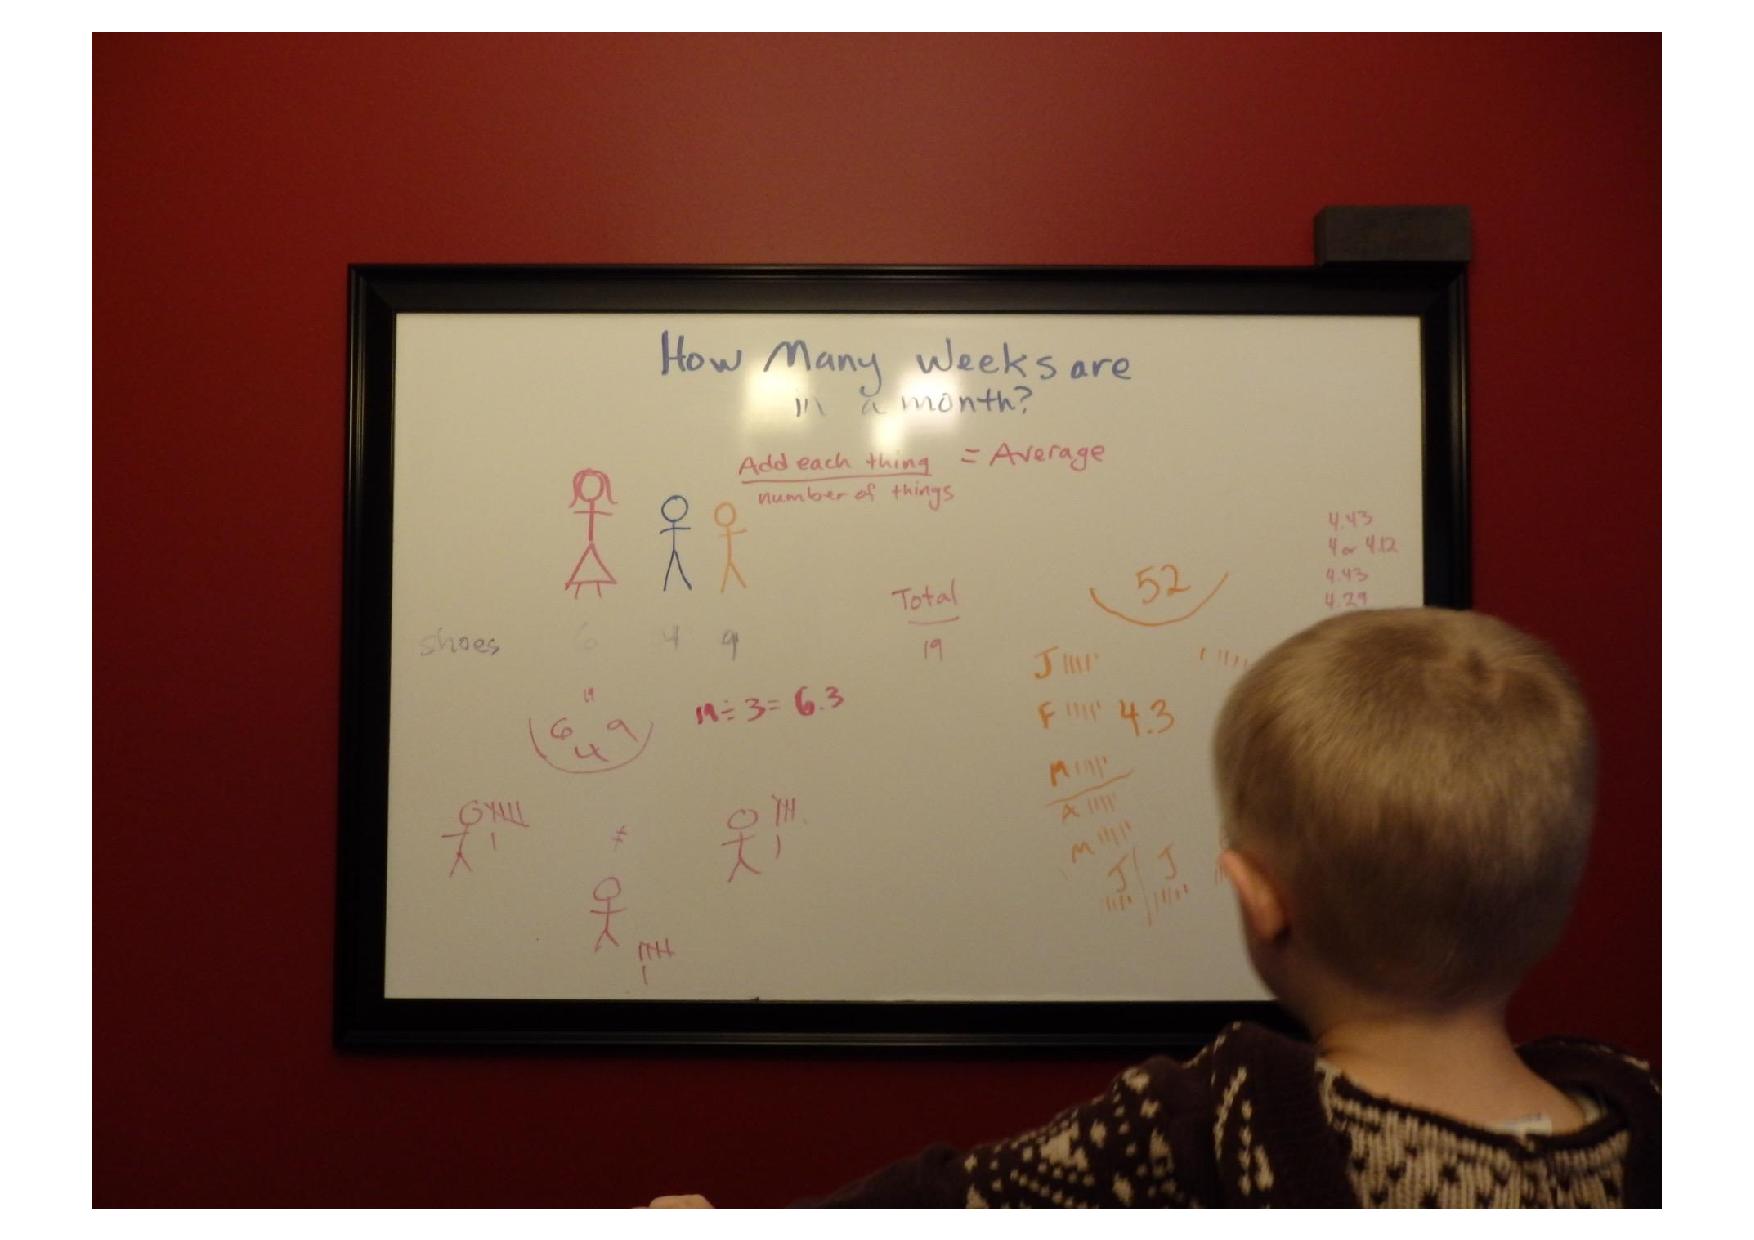 How Many Weeks are
in a month?
Add each thing = Average
number of things
4.43
4 or 4.12
4.43
4.29
52
Total
19
shoes 6 4 9
J
F 4.3
M
A
M
J J
19
6 4 9
÷ 3 = 6.3
≠